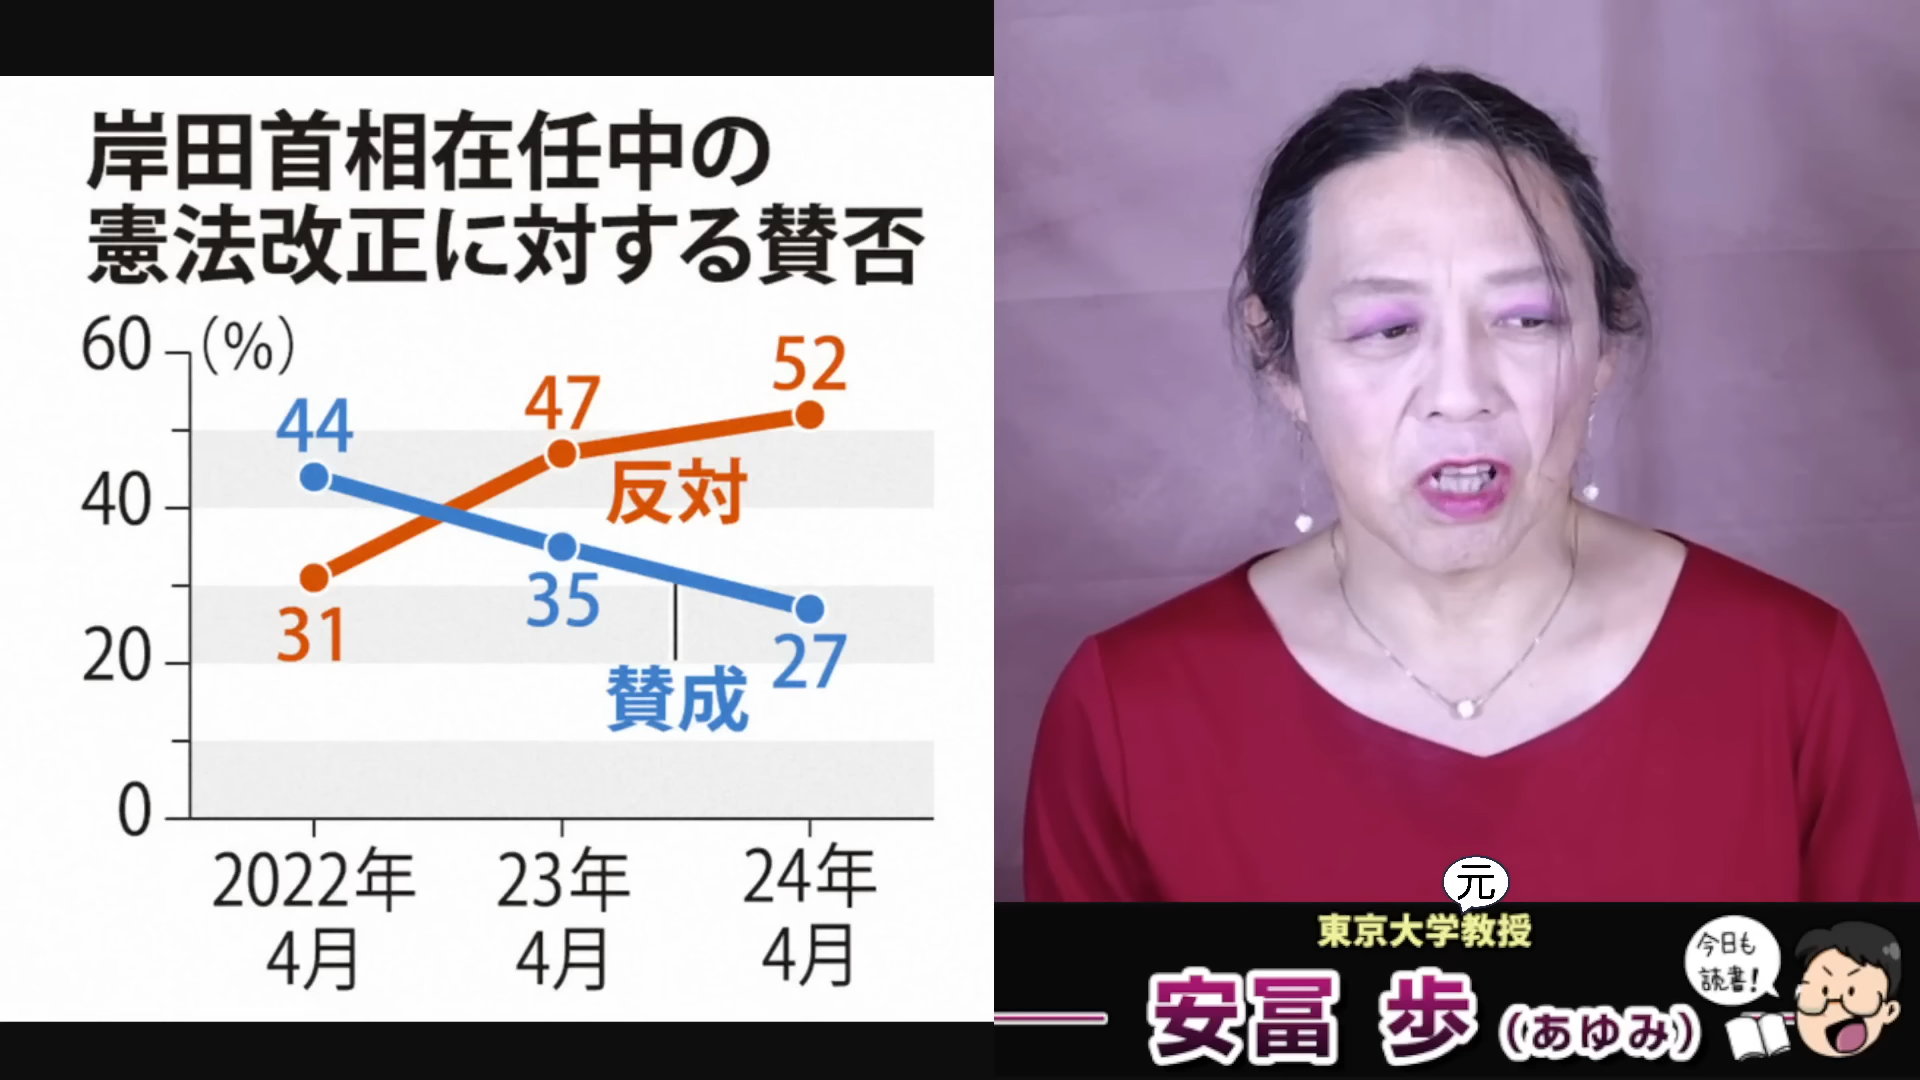 岸田首相在任中の
憲法改正に対する賛否
60 (%)
40
20
0
44
35
27
賛成
31
47
52
反対
2022年
4月
23年
4月
24年
4月
元
東京大学教授
安冨 歩 (あゆみ)
今日も
読書!